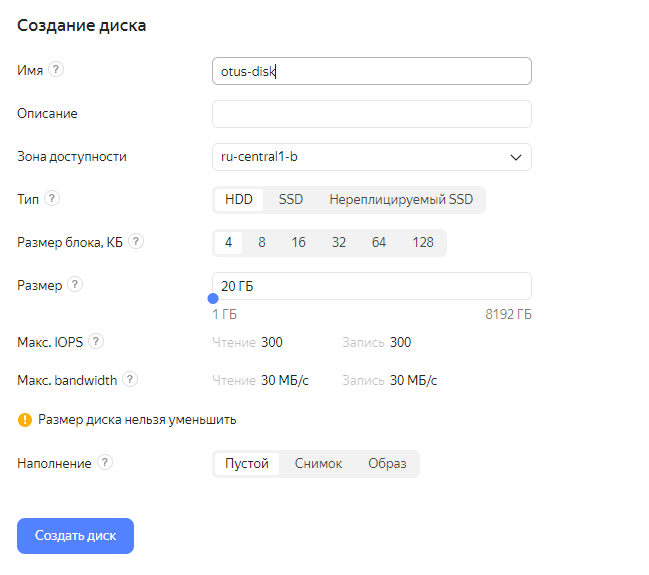 Создание диска
Имя ? otus-disk
Описание
Зона доступности ru-central1-b
Тип ? HDD SSD Нереплицируемый SSD
Размер блока, КБ ? 4 8 16 32 64 128
Размер ? 20 ГБ
1 ГБ 8192 ГБ
Макс. IOPS ? Чтение 300 Запись 300
Макс. bandwidth ? Чтение 30 МБ/с Запись 30 МБ/с
! Размер диска нельзя уменьшить
Наполнение ? Пустой Снимок Образ
Создать диск